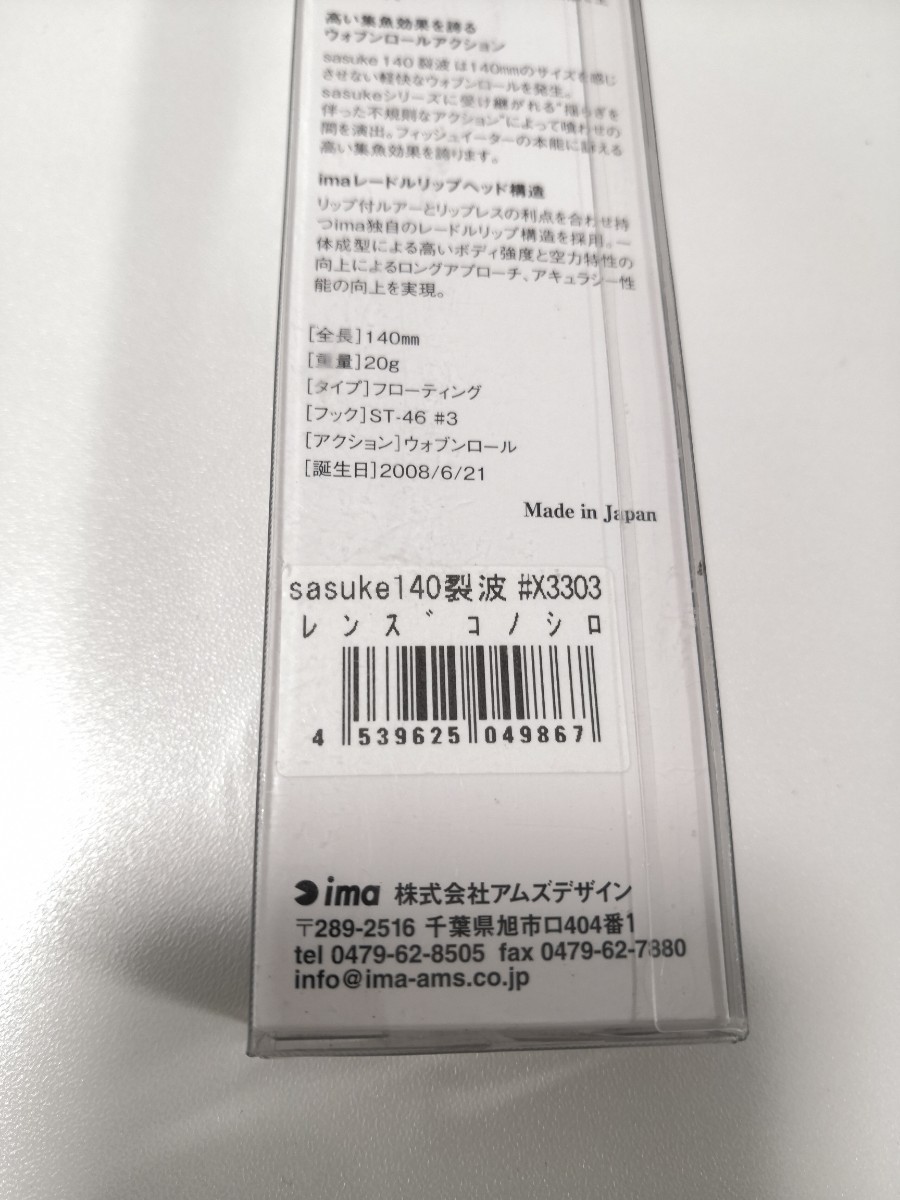 高い集魚効果を誇る
ウォブンロールアクション
sasuke 140 裂波 は140mmのサイズを感じ
させない軽快なウォブンロールを発生。
sasukeシリーズに受け継がれる"揺らぎを
伴った不規則なアクション"によって喰わせの
間を演出。フィッシュイーターの本能に訴える
高い集魚効果を誇ります。
imaレードルリップヘッド構造
リップ付ルアーとリップレスの利点を合わせ持
つima独自のレードルリップ構造を採用。一
体成型による高いボディ強度と空力特性の
向上によるロングアプローチ、アキュラシー性
能の向上を実現。
[全長]140mm
[重量]20g
[タイプ]フローティング
[フック]ST-46 #3
[アクション]ウォブンロール
[誕生日]2008/6/21
Made in Japan
sasuke140裂波 #X3303
レンズ゛コノシロ
4 539625 049867
ima 株式会社アムズデザイン
〒289-2516 千葉県旭市ロ404番1
tel 0479-62-8505 fax 0479-62-7880
info@ima-ams.co.jp